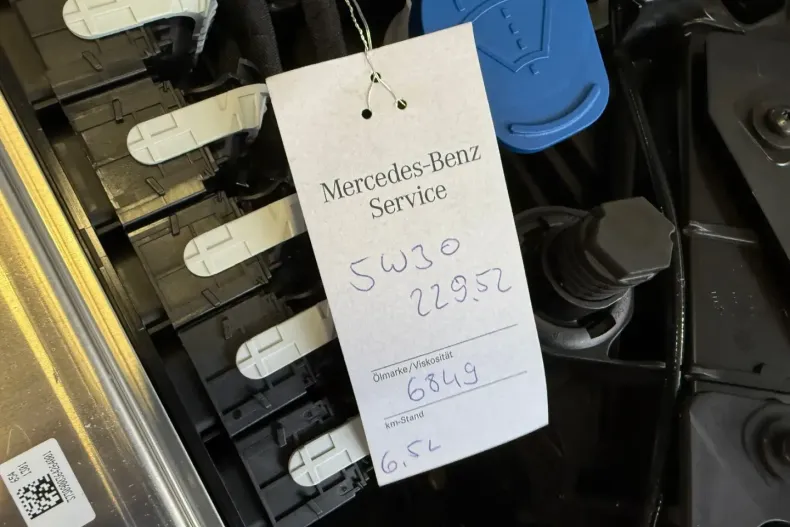 Mercedes-Benz
Service
5W30
229.52
Ölmarke/Viskosität
6849
km-Stand
6.5L